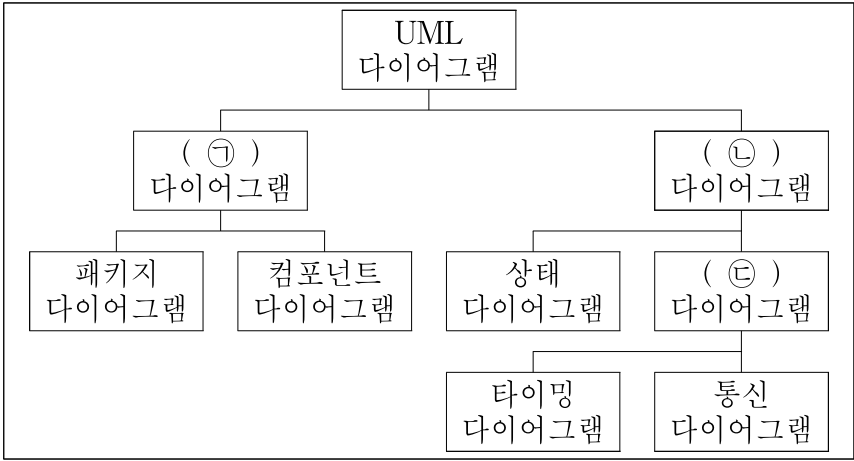 UML
다이어그램
( ㉠ )
다이어그램
( ㉡ )
다이어그램
패키지
다이어그램
컴포넌트
다이어그램
상태
다이어그램
( ㉢ )
다이어그램
타이밍
다이어그램
통신
다이어그램